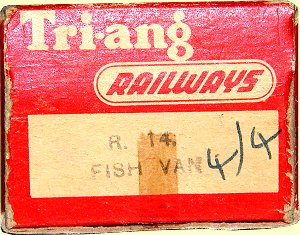 Tri-ang
RAILWAYS
R. 14.
FISH VAN 4/4